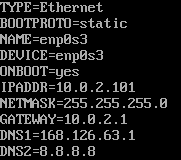 TYPE=Ethernet
BOOTPROTO=static
NAME=enp0s3
DEVICE=enp0s3
ONBOOT=yes
IPADDR=10.0.2.101
NETMASK=255.255.255.0
GATEWAY=10.0.2.1
DNS1=168.126.63.1
DNS2=8.8.8.8